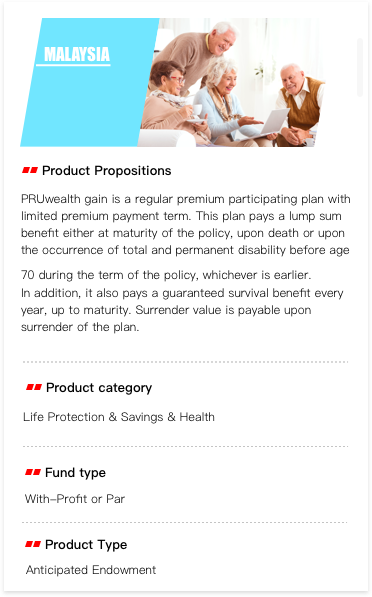 MALAYSIA
Product Propositions
PRUwealth gain is a regular premium participating plan with
limited premium payment term. This plan pays a lump sum
benefit either at maturity of the policy, upon death or upon
the occurrence of total and permanent disability before age
70 during the term of the policy, whichever is earlier.
In addition, it also pays a guaranteed survival benefit every
year, up to maturity. Surrender value is payable upon
surrender of the plan.
Product category
Life Protection & Savings & Health
Fund type
With-Profit or Par
Product Type
Anticipated Endowment